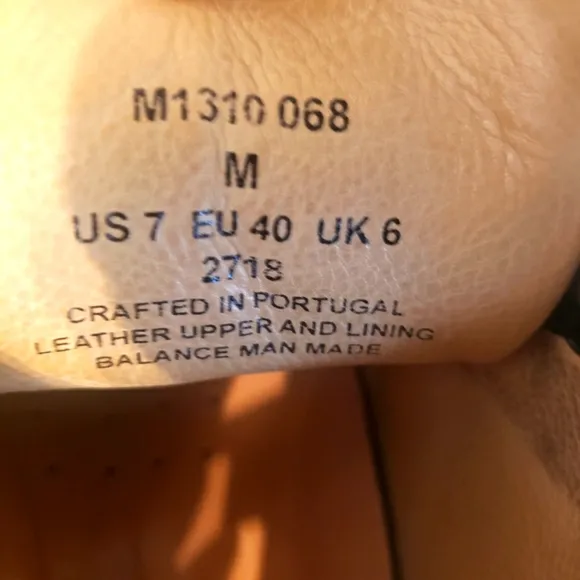 M1310 068
M
US 7 EU 40 UK 6
2718
CRAFTED IN PORTUGAL
LEATHER UPPER AND LINING
BALANCE MAN MADE